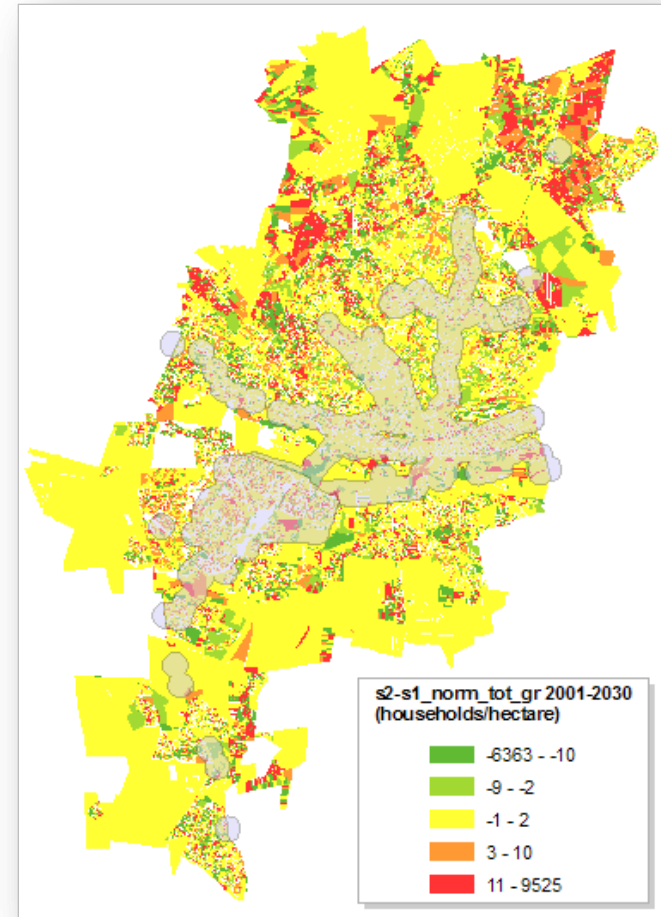 s2-s1_norm_tot_gr 2001-2030
(households/hectare)
-6363 - -10
-9 - -2
-1 - 2
3 - 10
11 - 9525